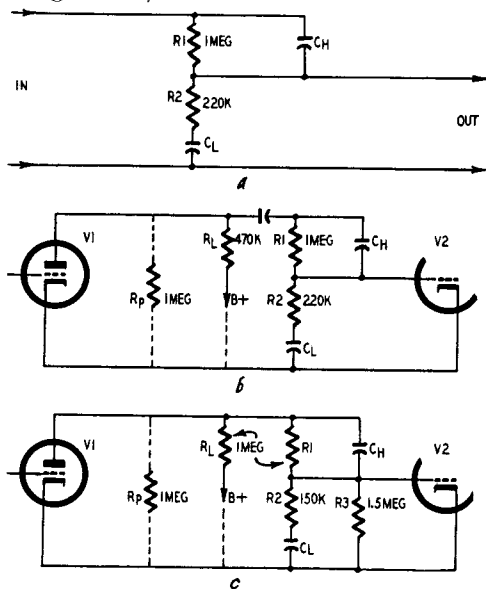 R1 1MEG CH
IN R2 220K OUT
CL
a
V1 RL 470K R1 1MEG CH V2
RP 1MEG B+ R2 220K
CL
b
V1 RL 1MEG R1 CH V2
RP 1MEG B+ R2 150K R3 1.5MEG
CL
c